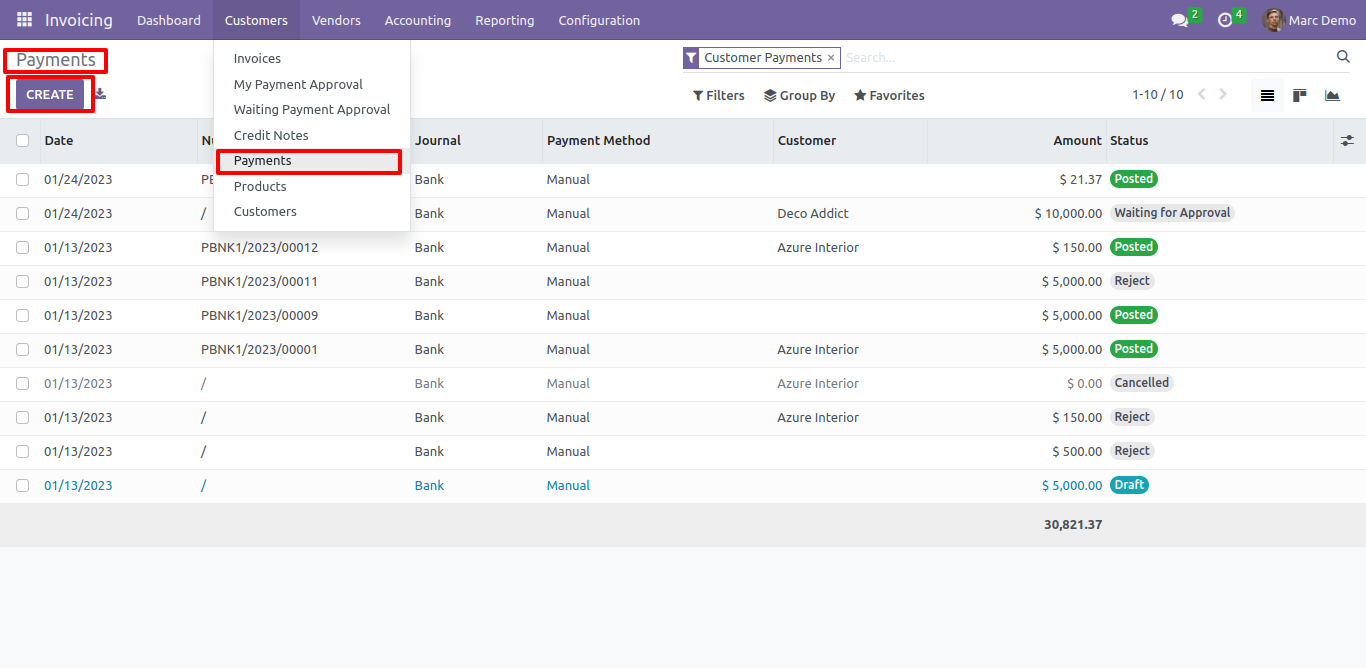 Invoicing Dashboard Customers Vendors Accounting Reporting Configuration 2 4 Marc Demo
Payments
Customer Payments × Search...
CREATE
Filters Group By Favorites 1-10 / 10
Invoices
My Payment Approval
Waiting Payment Approval
Credit Notes
Payments
Products
Customers
Date Journal Payment Method Customer Amount Status
01/24/2023 Bank Manual $ 21.37 Posted
01/24/2023 / Bank Manual Deco Addict $ 10,000.00 Waiting for Approval
01/13/2023 PBNK1/2023/00012 Bank Manual Azure Interior $ 150.00 Posted
01/13/2023 PBNK1/2023/00011 Bank Manual $ 5,000.00 Reject
01/13/2023 PBNK1/2023/00009 Bank Manual $ 5,000.00 Posted
01/13/2023 PBNK1/2023/00001 Bank Manual Azure Interior $ 5,000.00 Posted
01/13/2023 / Bank Manual Azure Interior $ 0.00 Cancelled
01/13/2023 / Bank Manual Azure Interior $ 150.00 Reject
01/13/2023 / Bank Manual $ 500.00 Reject
01/13/2023 / Bank Manual $ 5,000.00 Draft
30,821.37